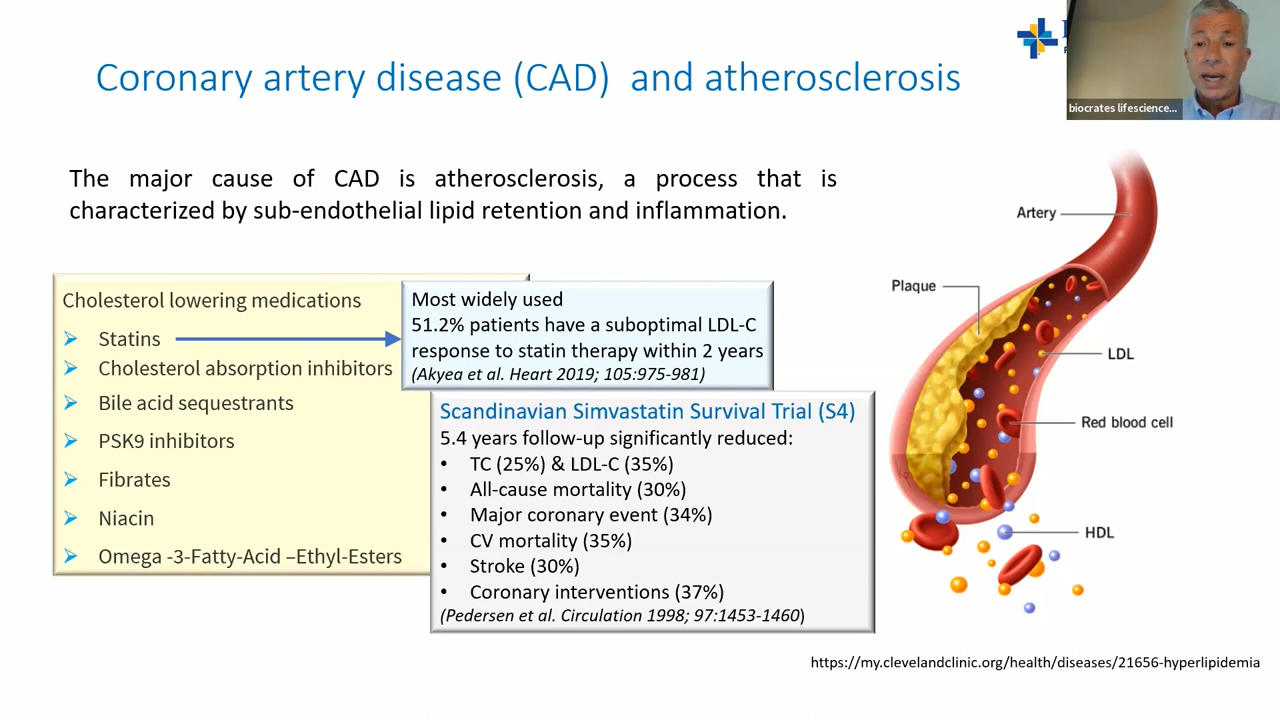 Coronary artery disease (CAD) and atherosclerosis
biocrates lifescience...
The major cause of CAD is atherosclerosis, a process that is
characterized by sub-endothelial lipid retention and inflammation.
Cholesterol lowering medications
Statins
Cholesterol absorption inhibitors
Bile acid sequestrants
PSK9 inhibitors
Fibrates
Niacin
Omega -3-Fatty-Acid –Ethyl-Esters
Most widely used
51.2% patients have a suboptimal LDL-C
response to statin therapy within 2 years
(Akyea et al. Heart 2019; 105:975-981)
Scandinavian Simvastatin Survival Trial (S4)
5.4 years follow-up significantly reduced:
• TC (25%) & LDL-C (35%)
• All-cause mortality (30%)
• Major coronary event (34%)
• CV mortality (35%)
• Stroke (30%)
• Coronary interventions (37%)
(Pedersen et al. Circulation 1998; 97:1453-1460)
Artery
Plaque
LDL
Red blood cell
HDL
https://my.clevelandclinic.org/health/diseases/21656-hyperlipidemia